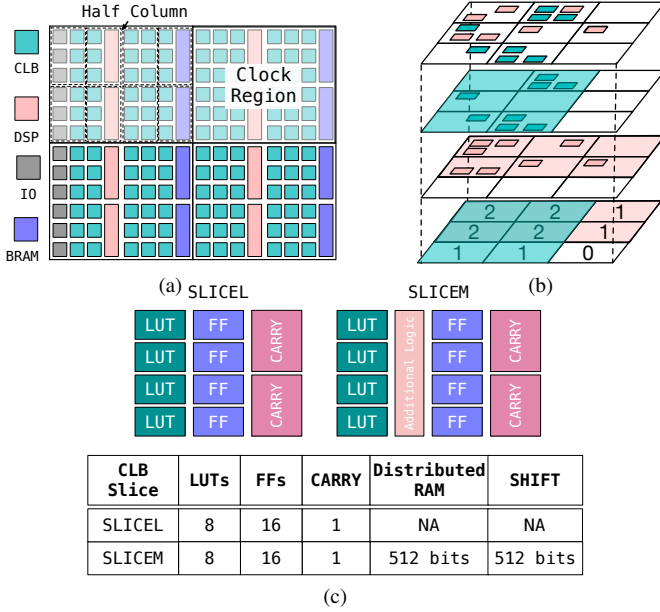 Half Column
CLB
DSP
IO
BRAM
Clock
Region
(a)
2 2 1
2 2 1
1 1 0
(b)
SLICEL
SLICEM
LUT FF CARRY
LUT FF
LUT FF CARRY
LUT FF
LUT Additional Logic FF CARRY
LUT FF
LUT FF CARRY
LUT FF
CLB Slice LUTs FFs CARRY Distributed RAM SHIFT
SLICEL 8 16 1 NA NA
SLICEM 8 16 1 512 bits 512 bits
(c)